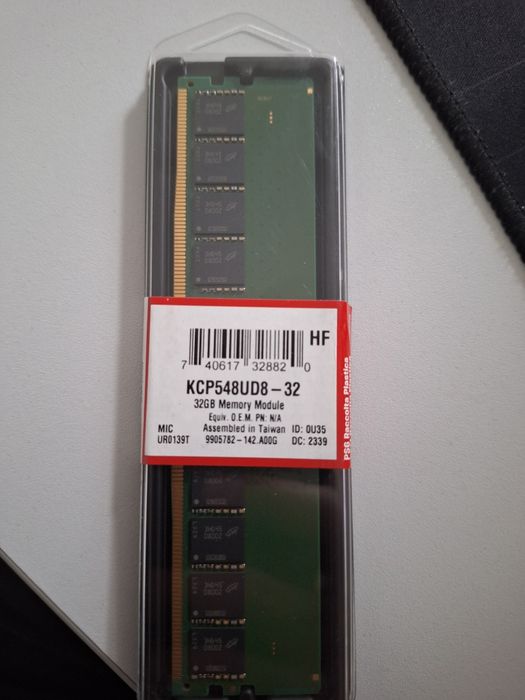 HF
7 40617 32882 0
KCP548UD8-32
32GB Memory Module
Equiv. O.E.M. PN: N/A
MIC Assembled in Taiwan ID: 0U35
UR0139T 9905782-142.A00G DC: 2339
PS6 Raccolta Plastica